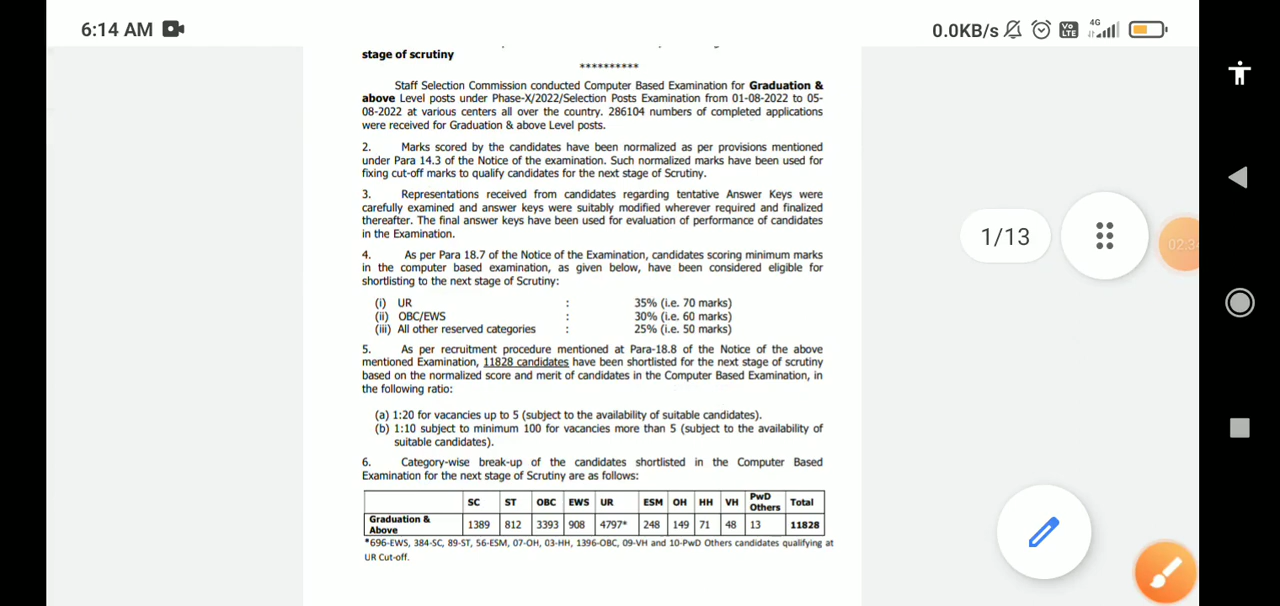 6:14 AM
0.0KB/s Vo LTE 4G
stage of scrutiny
**********
Staff Selection Commission conducted Computer Based Examination for Graduation &
above Level posts under Phase-X/2022/Selection Posts Examination from 01-08-2022 to 05-
08-2022 at various centers all over the country. 286104 numbers of completed applications
were received for Graduation & above Level posts.
2. Marks scored by the candidates have been normalized as per provisions mentioned
under Para 14.3 of the Notice of the examination. Such normalized marks have been used for
fixing cut-off marks to qualify candidates for the next stage of Scrutiny.
3. Representations received from candidates regarding tentative Answer Keys were
carefully examined and answer keys were suitably modified wherever required and finalized
thereafter. The final answer keys have been used for evaluation of performance of candidates
in the Examination.
1/13
4. As per Para 18.7 of the Notice of the Examination, candidates scoring minimum marks
in the computer based examination, as given below, have been considered eligible for
shortlisting to the next stage of Scrutiny:
(i) UR : 35% (i.e. 70 marks)
(ii) OBC/EWS : 30% (i.e. 60 marks)
(iii) All other reserved categories : 25% (i.e. 50 marks)
5. As per recruitment procedure mentioned at Para-18.8 of the Notice of the above
mentioned Examination, 11828 candidates have been shortlisted for the next stage of scrutiny
based on the normalized score and merit of candidates in the Computer Based Examination, in
the following ratio:
(a) 1:20 for vacancies up to 5 (subject to the availability of suitable candidates).
(b) 1:10 subject to minimum 100 for vacancies more than 5 (subject to the availability of
suitable candidates).
6. Category-wise break-up of the candidates shortlisted in the Computer Based
Examination for the next stage of Scrutiny are as follows:
SC ST OBC EWS UR ESM OH HH VH PwD Others Total
Graduation & Above 1389 812 3393 908 4797* 248 149 71 48 13 11828
*696-EWS, 384-SC, 89-ST, 56-ESM, 07-OH, 03-HH, 1396-OBC, 09-VH and 10-PwD Others candidates qualifying at
UR Cut-off.